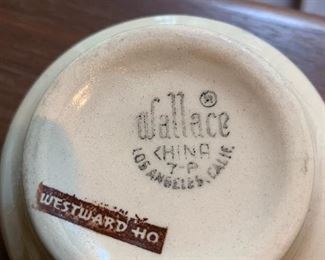 Wallace
CHINA
7-P
LOS ANGELES, CALIF.
WESTWARD HO